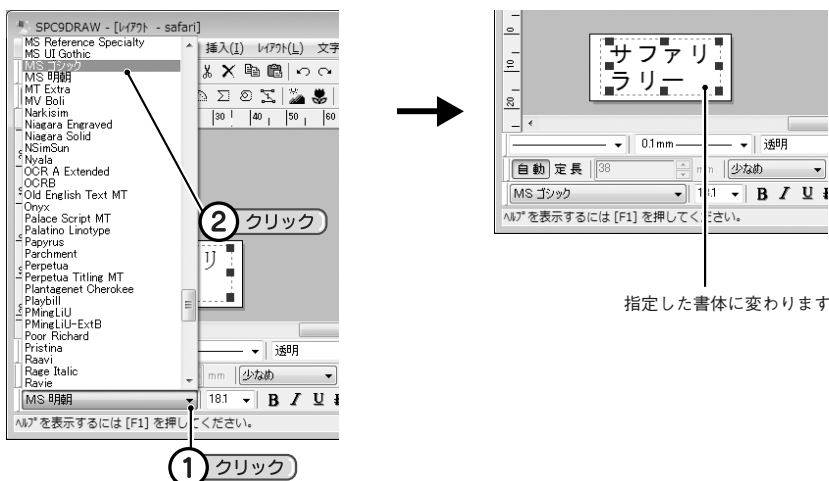 SPC9DRAW - [ﾚｲｱｳﾄ - safari]
挿入(I) ﾚｲｱｳﾄ(L) 文字
MS Reference Specialty
MS UI Gothic
MS ゴシック
MS 明朝
MT Extra
MV Boli
Narkisim
Niagara Engraved
Niagara Solid
NSimSun
Nyala
OCR A Extended
OCRB
Old English Text MT
Onyx
Palace Script MT
Palatino Linotype
Papyrus
Parchment
Perpetua
Perpetua Titling MT
Plantagenet Cherokee
Playbill
PMingLiU
PMingLiU-ExtB
Poor Richard
Pristina
Raavi
Rage Italic
Ravie
30 40 50 60
② クリック
リ
透明
mm 少なめ
MS 明朝 18.1 B I U
ﾍﾙﾌﾟを表示するには [F1] を押してください。
① クリック
0
10
20
サファリ
ラリー
0.1mm 透明
自動 定長 38 mm 少なめ
MS ゴシック 18.1 B I U
ﾍﾙﾌﾟを表示するには [F1] を押してください。
指定した書体に変わります